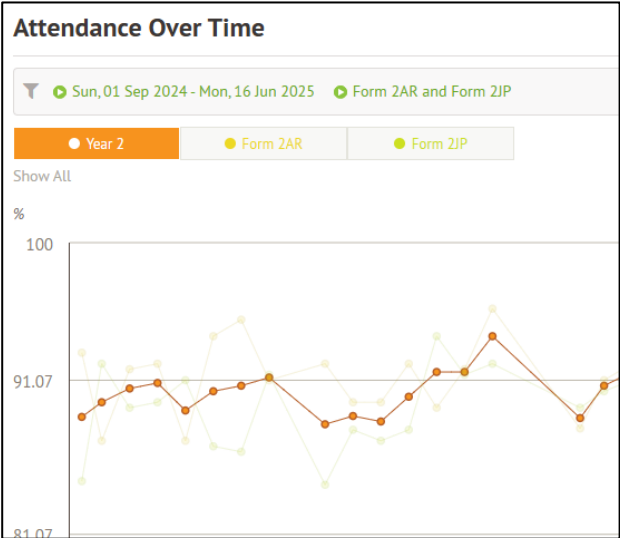 Attendance Over Time
Sun, 01 Sep 2024 - Mon, 16 Jun 2025 Form 2AR and Form 2JP
Year 2 Form 2AR Form 2JP
Show All
%
100
91.07
81.07